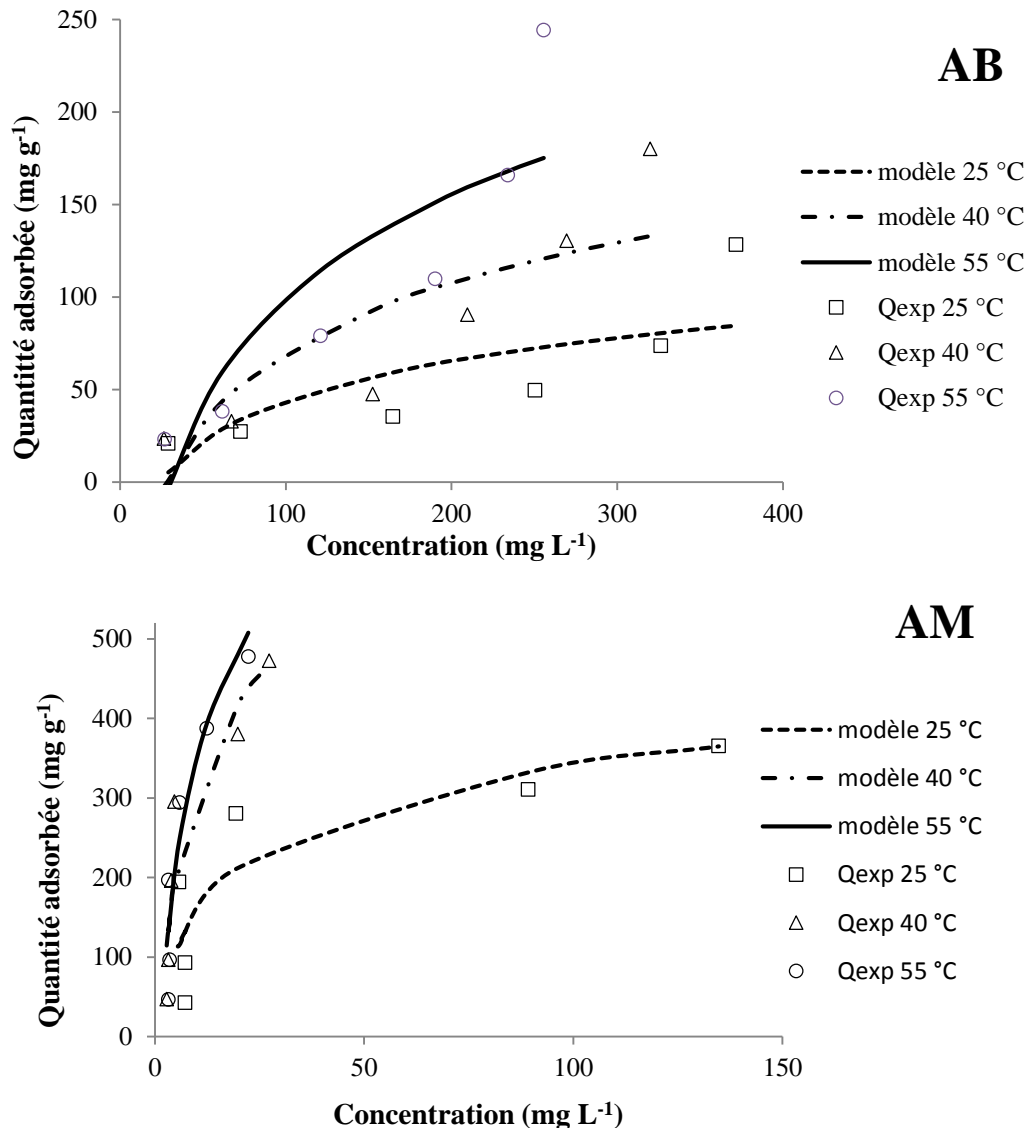 AB
250
200
150
100
50
0
Quantité adsorbée (mg g-1)
0 100 200 300 400
Concentration (mg L-1)
modèle 25 °C
modèle 40 °C
modèle 55 °C
Qexp 25 °C
Qexp 40 °C
Qexp 55 °C
AM
500
400
300
200
100
0
Quantité adsorbée (mg g-1)
0 50 100 150
Concentration (mg L-1)
modèle 25 °C
modèle 40 °C
modèle 55 °C
Qexp 25 °C
Qexp 40 °C
Qexp 55 °C